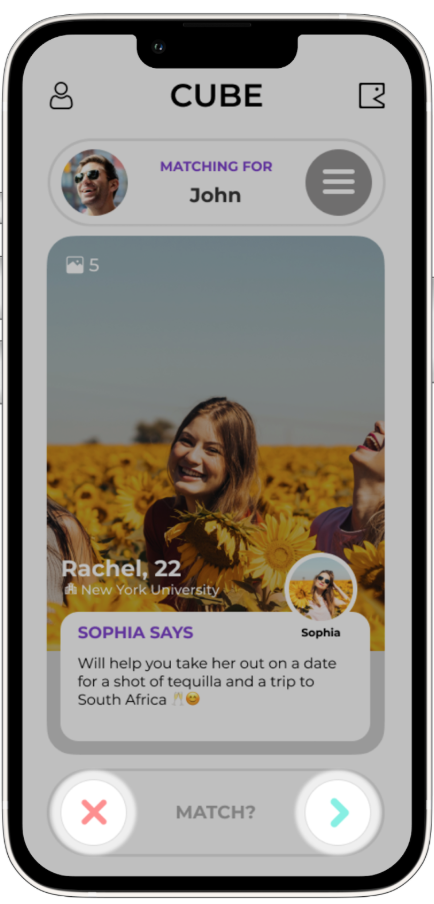 CUBE
MATCHING FOR
John
5
Rachel, 22
New York University
SOPHIA SAYS
Sophia
Will help you take her out on a date
for a shot of tequilla and a trip to
South Africa 🥂😊
MATCH?